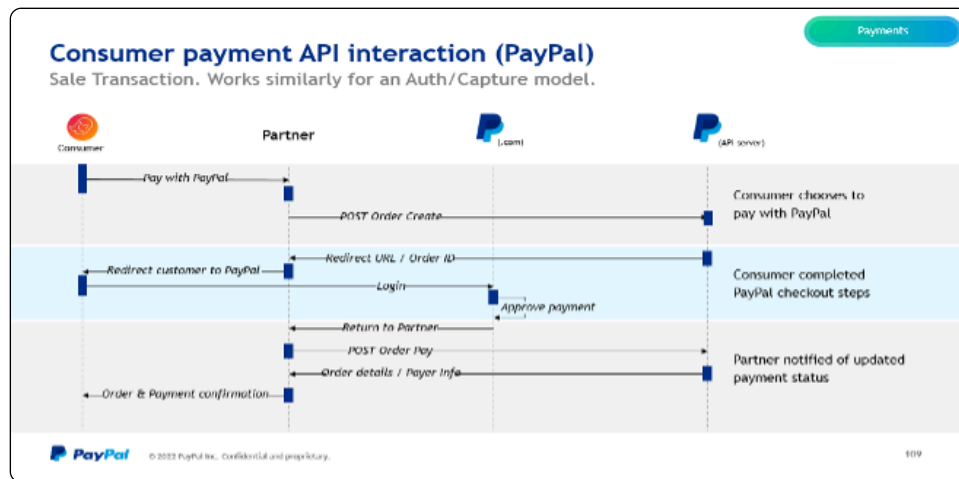 Payments
Consumer payment API interaction (PayPal)
Sale Transaction. Works similarly for an Auth/Capture model.
Consumer
Partner
(.com)
(API server)
Pay with PayPal
Consumer chooses to
pay with PayPal
POST Order Create
Redirect URL / Order ID
Redirect customer to PayPal
Login
Consumer completed
PayPal checkout steps
Approve payment
Return to Partner
POST Order Pay
Partner notified of updated
payment status
Order details / Payer Info
Order & Payment confirmation
PayPal
© 2022 PayPal Inc. Confidential and proprietary.
109